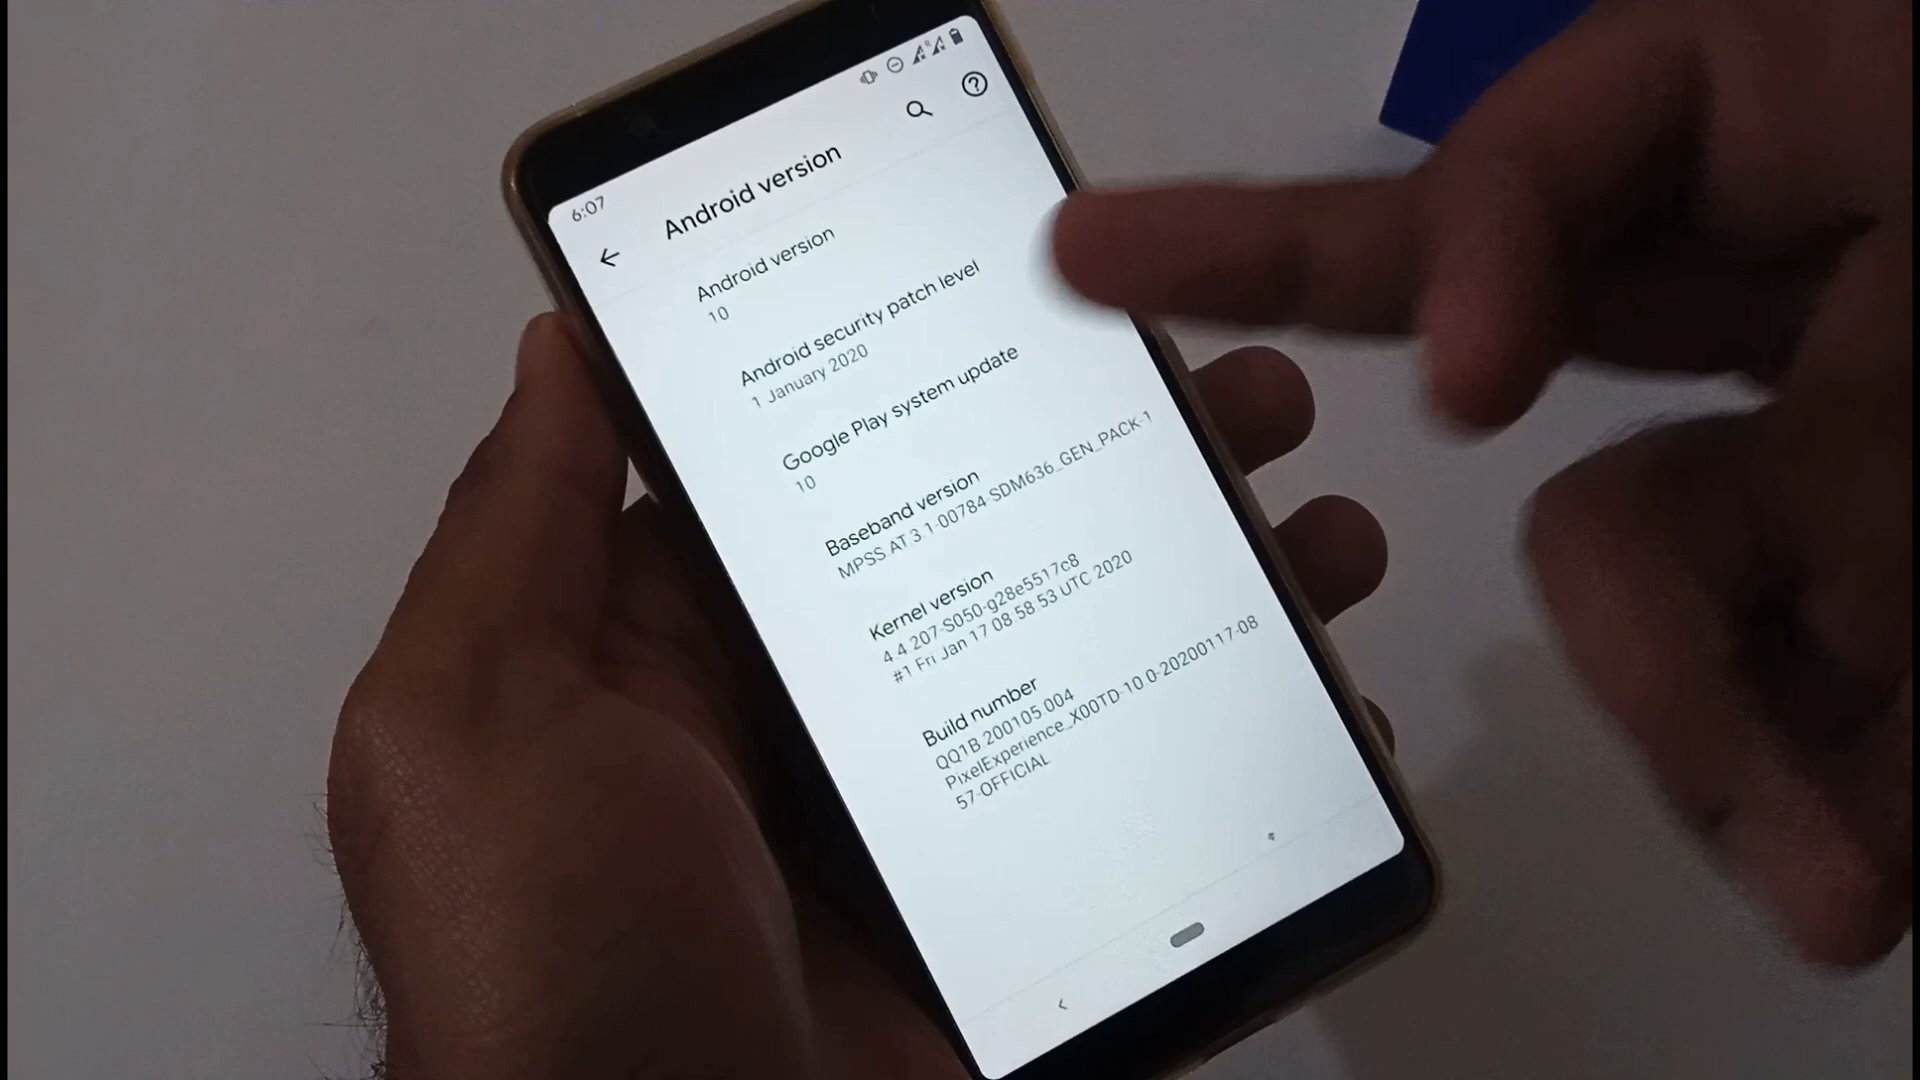 6:07
Android version
Android version
10
Android security patch level
1 January 2020
Google Play system update
10
Baseband version
MPSS.AT.3.1-00784-SDM636_GEN_PACK-1
Kernel version
4.4.207-S050-g28e5517c8
#1 Fri Jan 17 08:58:53 UTC 2020
Build number
QQ1B.200105.004
PixelExperience_X00TD-10.0-20200117-08
57-OFFICIAL